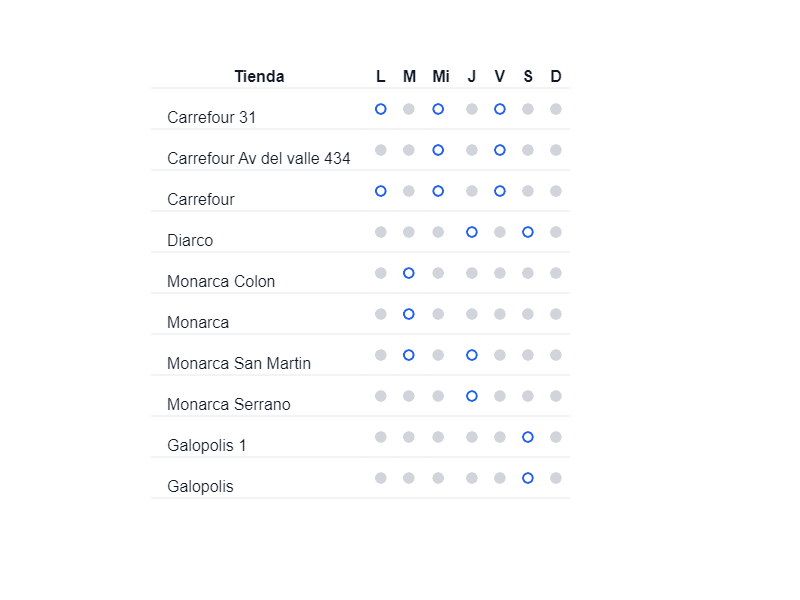 Tienda L M Mi J V S D
Carrefour 31
Carrefour Av del valle 434
Carrefour
Diarco
Monarca Colon
Monarca
Monarca San Martin
Monarca Serrano
Galopolis 1
Galopolis